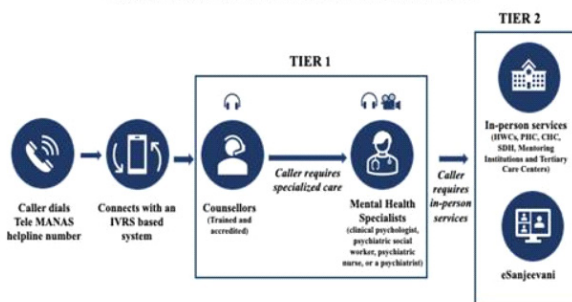 TIER 1
TIER 2
Caller dials
Tele MANAS
helpline number
Connects with an
IVRS based
system
Counsellors
(Trained and
accredited)
Caller requires
specialized care
Mental Health
Specialists
(clinical psychologist,
psychiatric social
worker, psychiatric
nurse, or a psychiatrist)
Caller
requires
in-person
services
In-person services
(HWCs, PHC, CHC,
SDH, Mentoring
Institutions and Tertiary
Care Centers)
eSanjeevani